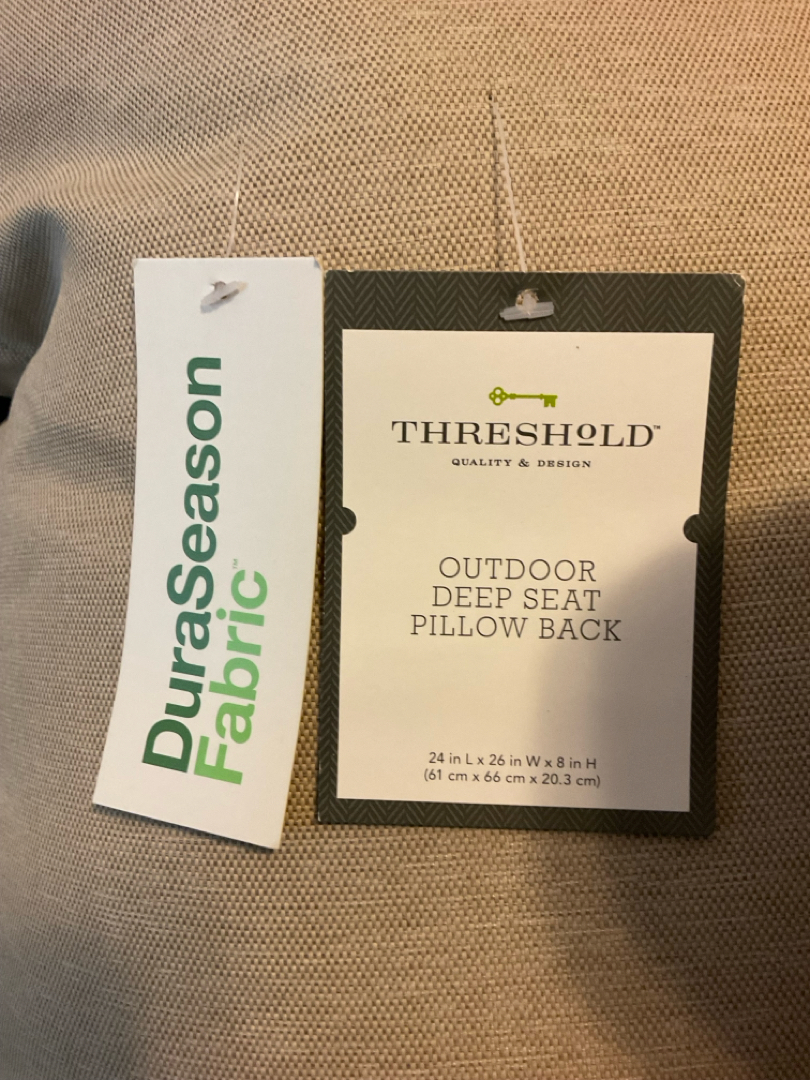 DuraSeason
Fabric™
THRESHOLD™
QUALITY & DESIGN
OUTDOOR
DEEP SEAT
PILLOW BACK
24 in L x 26 in W x 8 in H
(61 cm x 66 cm x 20.3 cm)